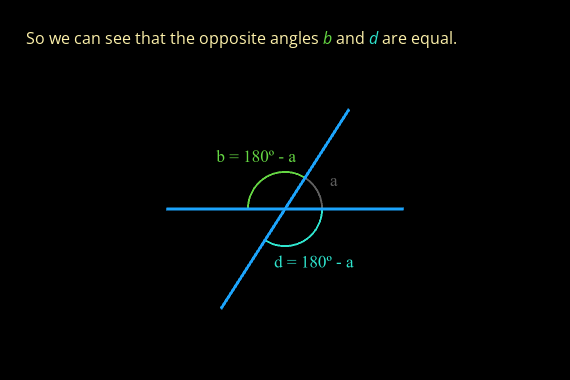 So we can see that the opposite angles b and d are equal.
b = 180º - a
a
d = 180º - a